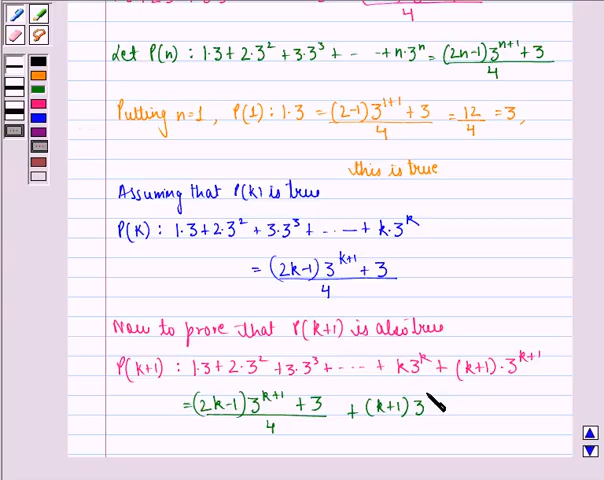 4
Let P(n) : 1·3 + 2·3² + 3·3³ + - ··- + n·3ⁿ = (2n-1)3ⁿ⁺¹ + 3 / 4
Putting n=1, P(1) : 1·3 = (2-1)3¹⁺¹ + 3 / 4 = 12/4 = 3,
this is true
Assuming that P(k) is true
P(k) : 1·3 + 2·3² + 3·3³ + ··· — + k·3ᵏ
= (2k-1)3ᵏ⁺¹ + 3 / 4
Now to prove that P(k+1) is also true
P(k+1) : 1·3 + 2·3² + 3·3³ + ····· + k3ᵏ + (k+1)·3ᵏ⁺¹
= (2k-1)3ᵏ⁺¹ + 3 / 4 + (k+1)3